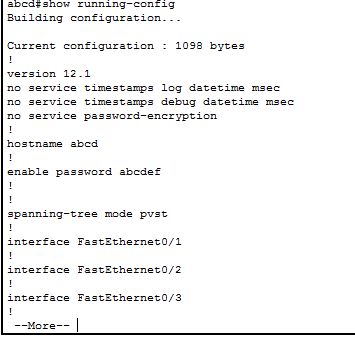 abcd#show running-config
Building configuration...
Current configuration : 1098 bytes
!
version 12.1
no service timestamps log datetime msec
no service timestamps debug datetime msec
no service password-encryption
!
hostname abcd
!
enable password abcdef
!
!
spanning-tree mode pvst
!
interface FastEthernet0/1
!
interface FastEthernet0/2
!
interface FastEthernet0/3
!
--More--